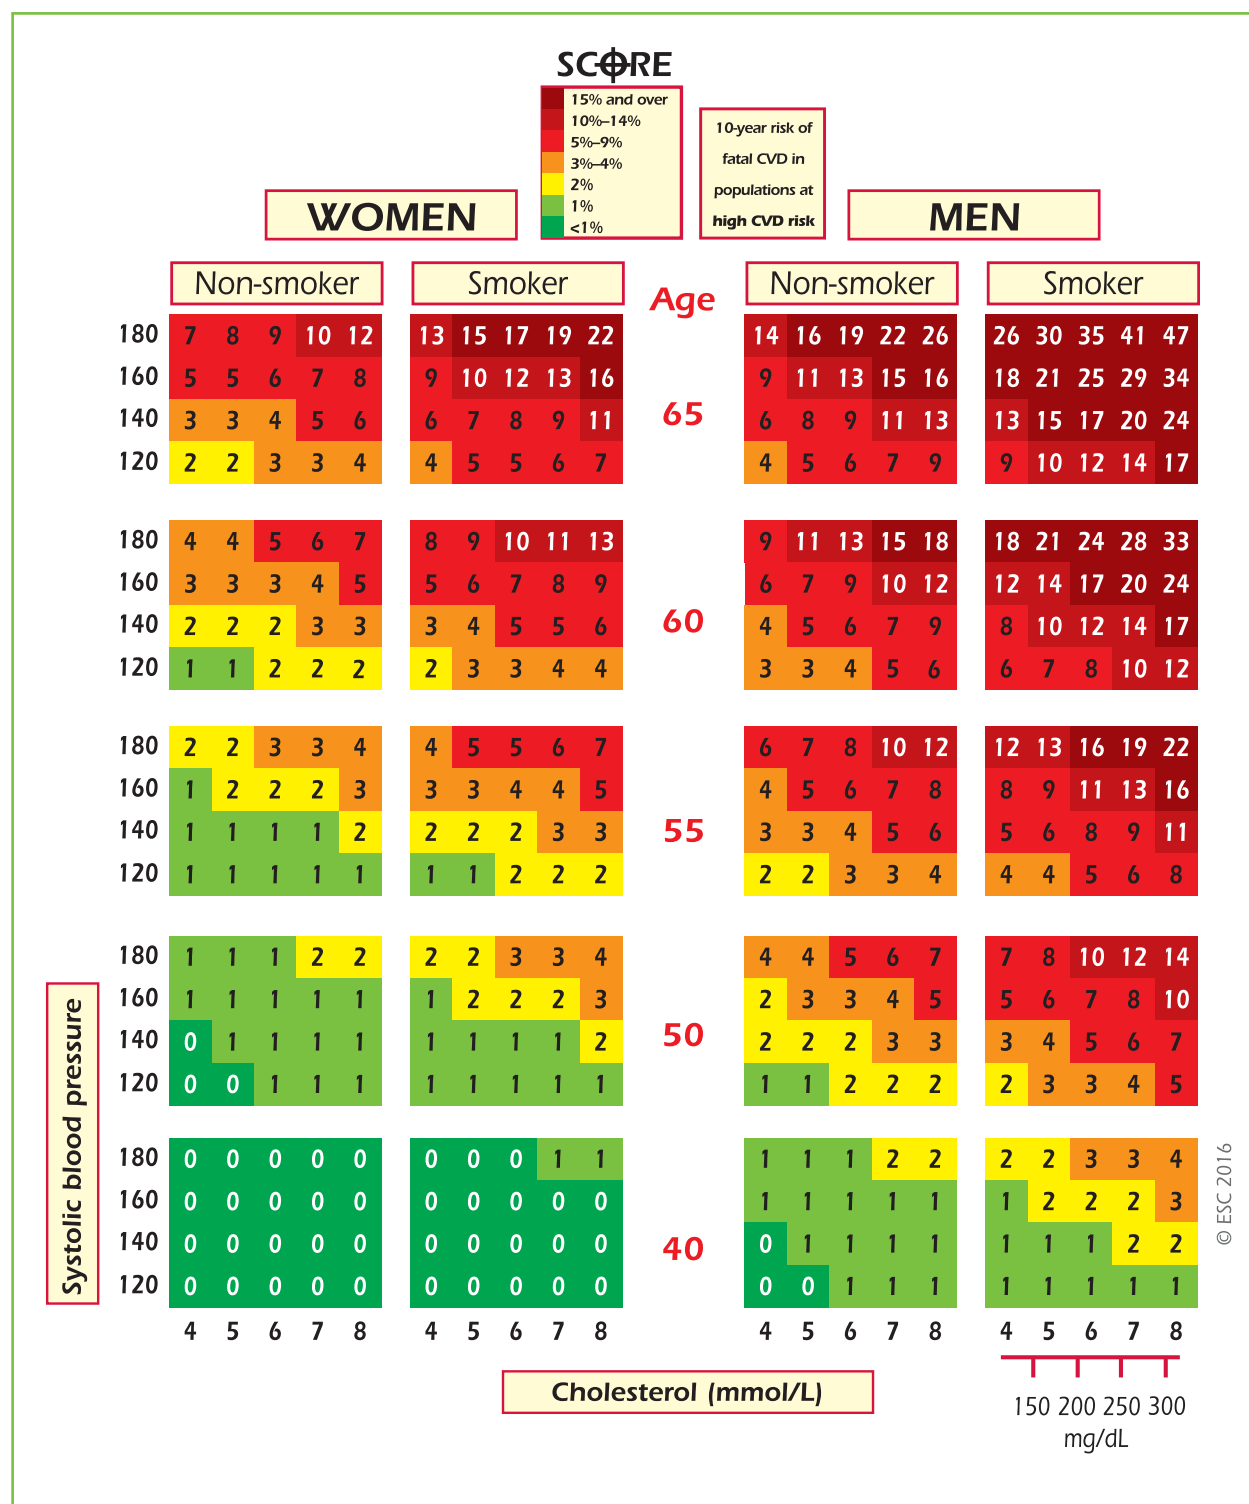 SCORE
15% and over
10%–14%
5%–9%
3%–4%
2%
1%
<1%
10-year risk of
fatal CVD in
populations at
high CVD risk
WOMEN
MEN
Non-smoker Smoker Age Non-smoker Smoker
180 7 8 9 10 12 13 15 17 19 22 14 16 19 22 26 26 30 35 41 47
160 5 5 6 7 8 9 10 12 13 16 9 11 13 15 16 18 21 25 29 34
65
140 3 3 4 5 6 6 7 8 9 11 6 8 9 11 13 13 15 17 20 24
120 2 2 3 3 4 4 5 5 6 7 4 5 6 7 9 9 10 12 14 17
180 4 4 5 6 7 8 9 10 11 13 9 11 13 15 18 18 21 24 28 33
160 3 3 3 4 5 5 6 7 8 9 6 7 9 10 12 12 14 17 20 24
60
140 2 2 2 3 3 3 4 5 5 6 4 5 6 7 9 8 10 12 14 17
120 1 1 2 2 2 2 3 3 4 4 3 3 4 5 6 6 7 8 10 12
180 2 2 3 3 4 4 5 5 6 7 6 7 8 10 12 12 13 16 19 22
160 1 2 2 2 3 3 3 4 4 5 4 5 6 7 8 8 9 11 13 16
55
140 1 1 1 1 2 2 2 2 3 3 3 3 4 5 6 5 6 8 9 11
120 1 1 1 1 1 1 1 2 2 2 2 2 3 3 4 4 4 5 6 8
180 1 1 1 2 2 2 2 3 3 4 4 4 5 6 7 7 8 10 12 14
160 1 1 1 1 1 1 2 2 2 3 2 3 3 4 5 5 6 7 8 10
50
140 0 1 1 1 1 1 1 1 1 2 2 2 2 3 3 3 4 5 6 7
120 0 0 1 1 1 1 1 1 1 1 1 1 2 2 2 2 3 3 4 5
180 0 0 0 0 0 0 0 0 1 1 1 1 1 2 2 2 2 3 3 4
160 0 0 0 0 0 0 0 0 0 0 1 1 1 1 1 1 2 2 2 3
40
140 0 0 0 0 0 0 0 0 0 0 0 1 1 1 1 1 1 1 2 2
120 0 0 0 0 0 0 0 0 0 0 0 0 1 1 1 1 1 1 1 1
4 5 6 7 8 4 5 6 7 8 4 5 6 7 8 4 5 6 7 8
Systolic blood pressure
Cholesterol (mmol/L)
150 200 250 300
mg/dL
© ESC 2016